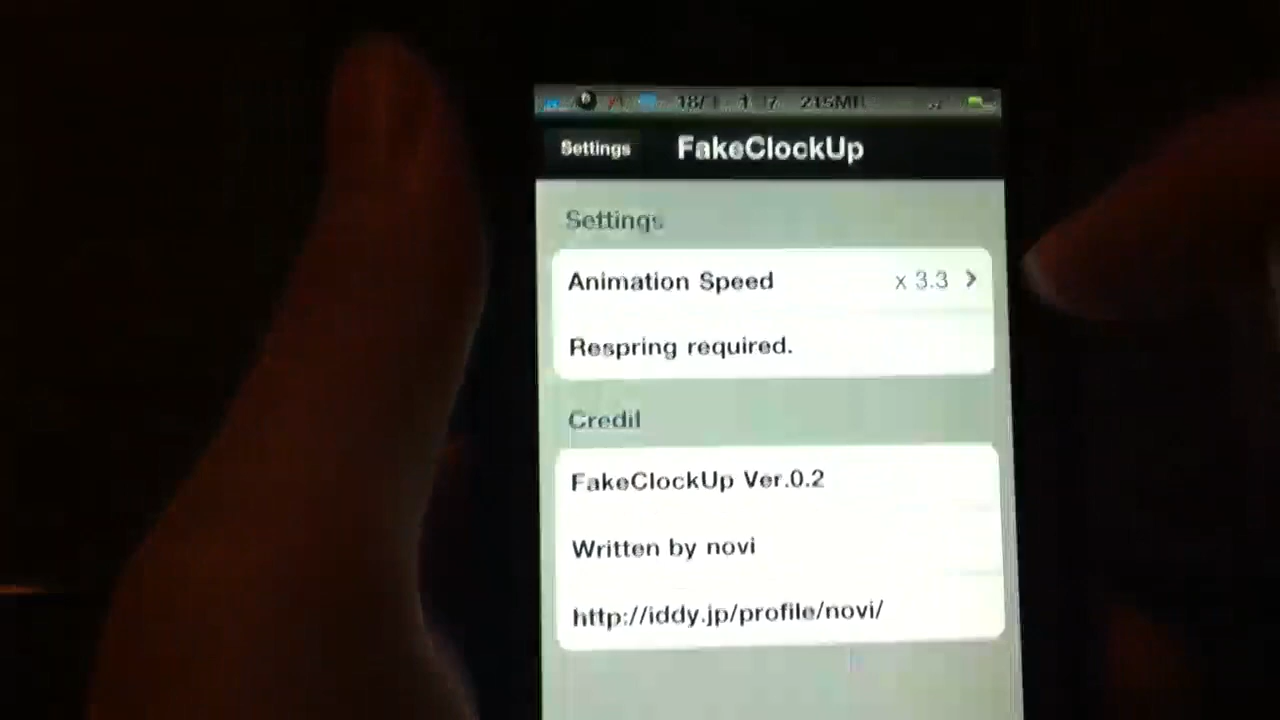 Settings
FakeClockUp
Settings
Animation Speed x 3.3
Respring required.
Credit
FakeClockUp Ver.0.2
Written by novi
http://iddy.jp/profile/novi/